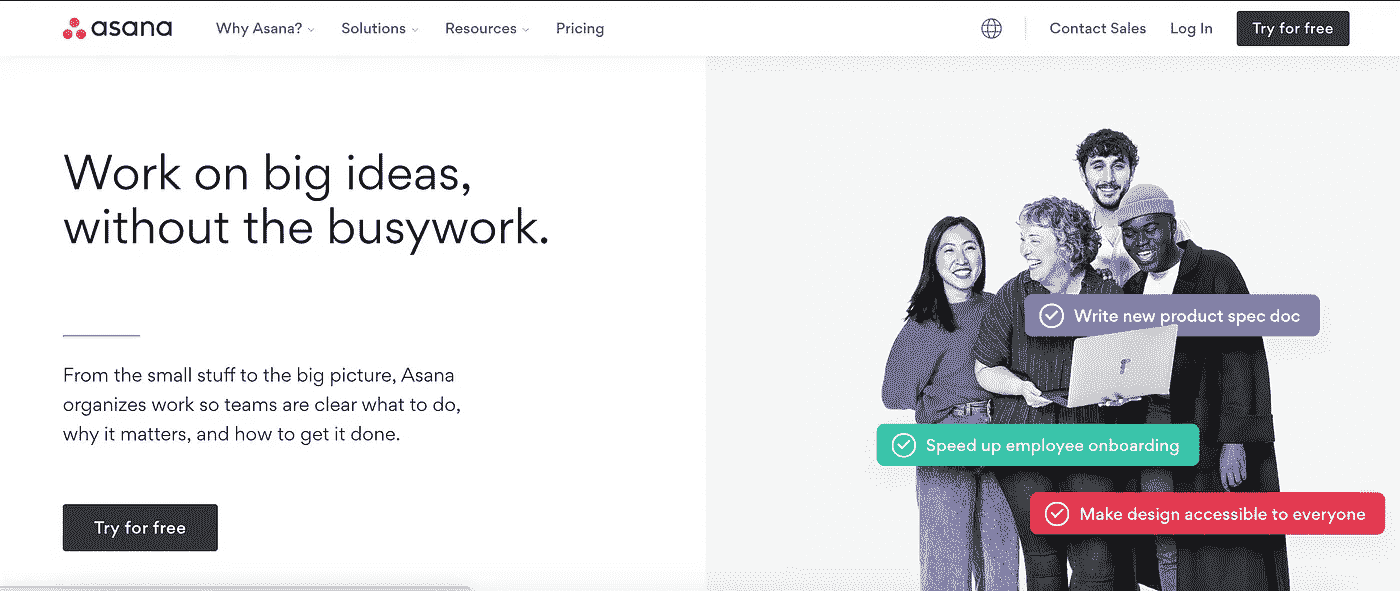 asana
Why Asana?
Solutions
Resources
Pricing
Contact Sales
Log In
Try for free
Work on big ideas,
without the busywork.
From the small stuff to the big picture, Asana
organizes work so teams are clear what to do,
why it matters, and how to get it done.
Try for free
Write new product spec doc
Speed up employee onboarding
Make design accessible to everyone